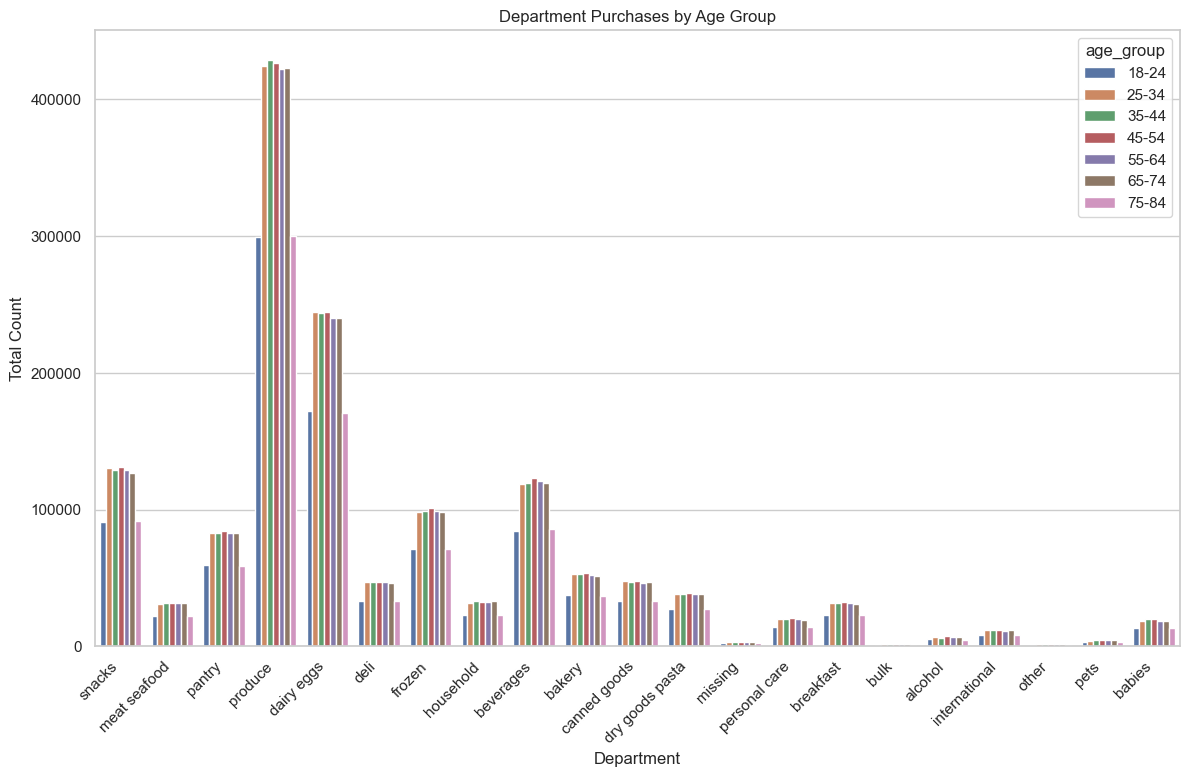 Department Purchases by Age Group
age_group
18-24
25-34
35-44
45-54
55-64
65-74
75-84
Total Count
400000
300000
200000
100000
0
snacks
meat seafood
pantry
produce
dairy eggs
deli
frozen
household
beverages
bakery
canned goods
dry goods pasta
missing
personal care
breakfast
bulk
alcohol
international
other
pets
babies
Department